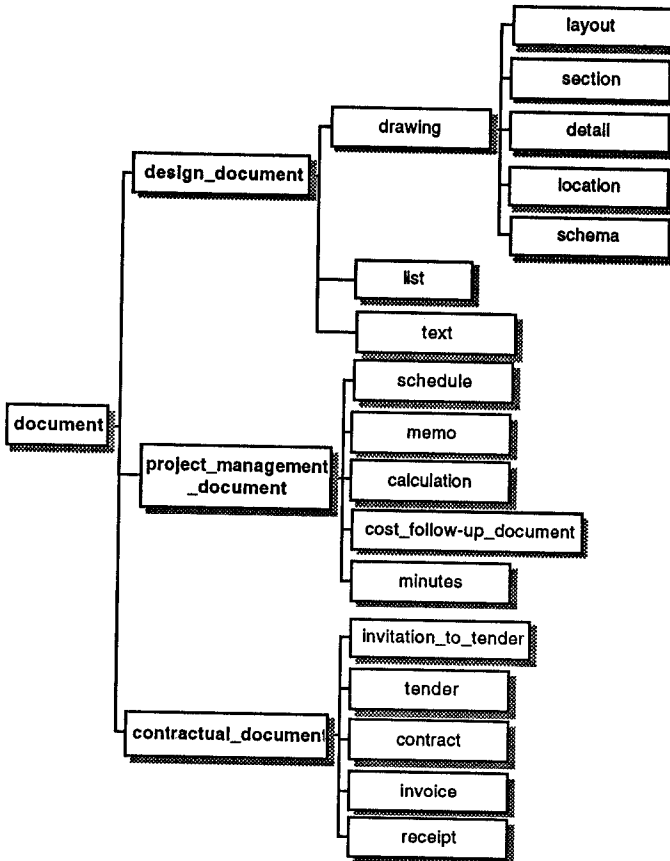 layout
section
drawing
detail
design_document
location
schema
list
text
schedule
document
memo
project_management
_document
calculation
cost_follow-up_document
minutes
invitation_to_tender
tender
contractual_document
contract
invoice
receipt